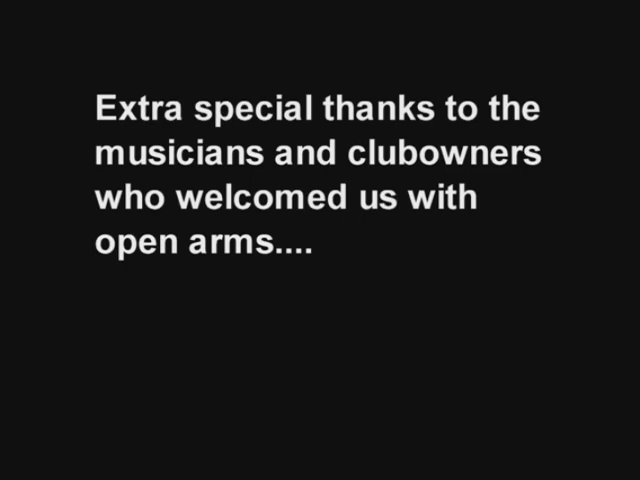 Extra special thanks to the
musicians and clubowners
who welcomed us with
open arms....